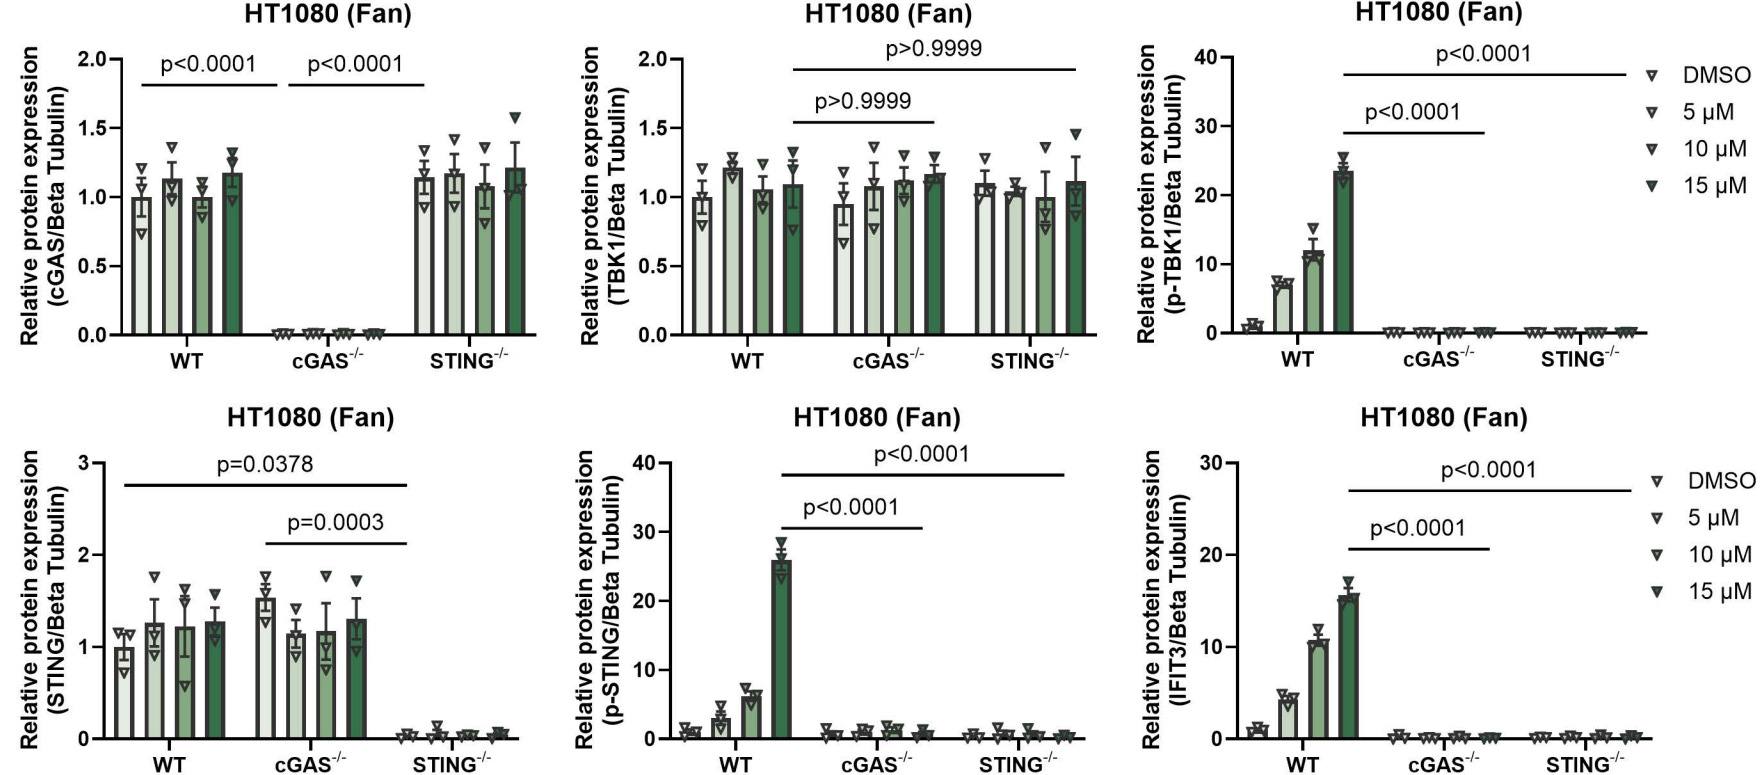 HT1080 (Fan)
Relative protein expression
(cGAS/Beta Tubulin)
2.0
1.5
1.0
0.5
0.0
p<0.0001
p<0.0001
WT
cGAS-/-
STING-/-
HT1080 (Fan)
Relative protein expression
(TBK1/Beta Tubulin)
2.0
1.5
1.0
0.5
0.0
p>0.9999
p>0.9999
WT
cGAS-/-
STING-/-
HT1080 (Fan)
Relative protein expression
(p-TBK1/Beta Tubulin)
40
30
20
10
0
p<0.0001
p<0.0001
WT
cGAS-/-
STING-/-
DMSO
5 µM
10 µM
15 µM
HT1080 (Fan)
Relative protein expression
(STING/Beta Tubulin)
3
2
1
0
p=0.0378
p=0.0003
WT
cGAS-/-
STING-/-
HT1080 (Fan)
Relative protein expression
(p-STING/Beta Tubulin)
40
30
20
10
0
p<0.0001
p<0.0001
WT
cGAS-/-
STING-/-
HT1080 (Fan)
Relative protein expression
(IFIT3/Beta Tubulin)
30
20
10
0
p<0.0001
p<0.0001
WT
cGAS-/-
STING-/-
DMSO
5 µM
10 µM
15 µM